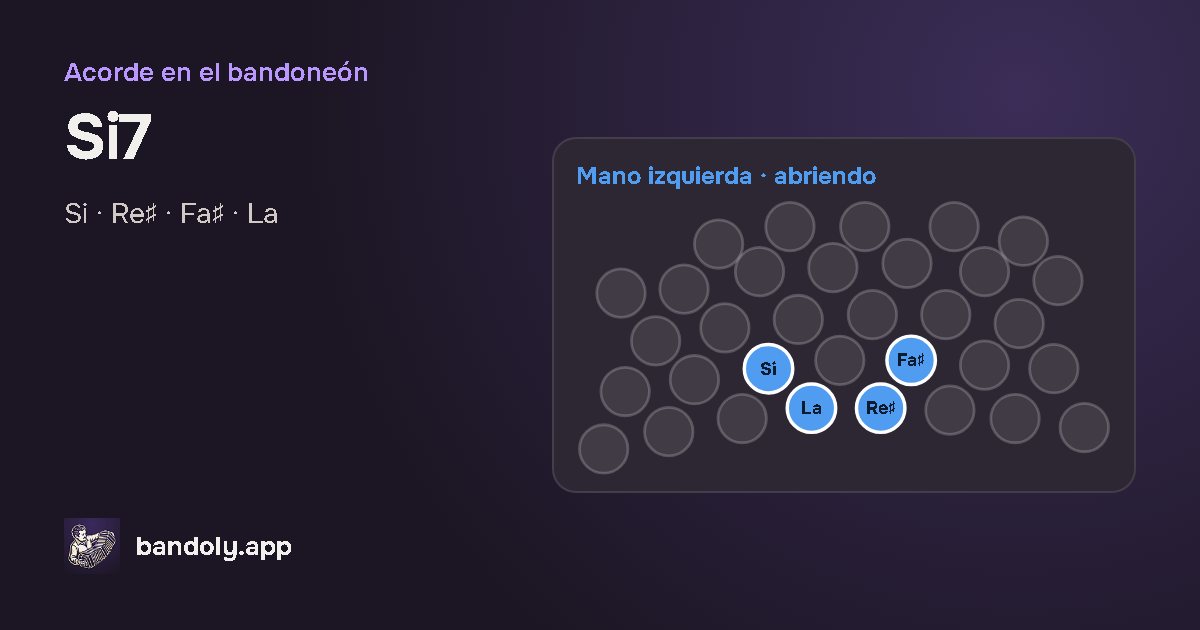 Acorde en el bandoneón
Si7
Si · Re♯ · Fa♯ · La
Mano izquierda · abriendo
Si
Fa♯
La
Re♯
bandoly.app